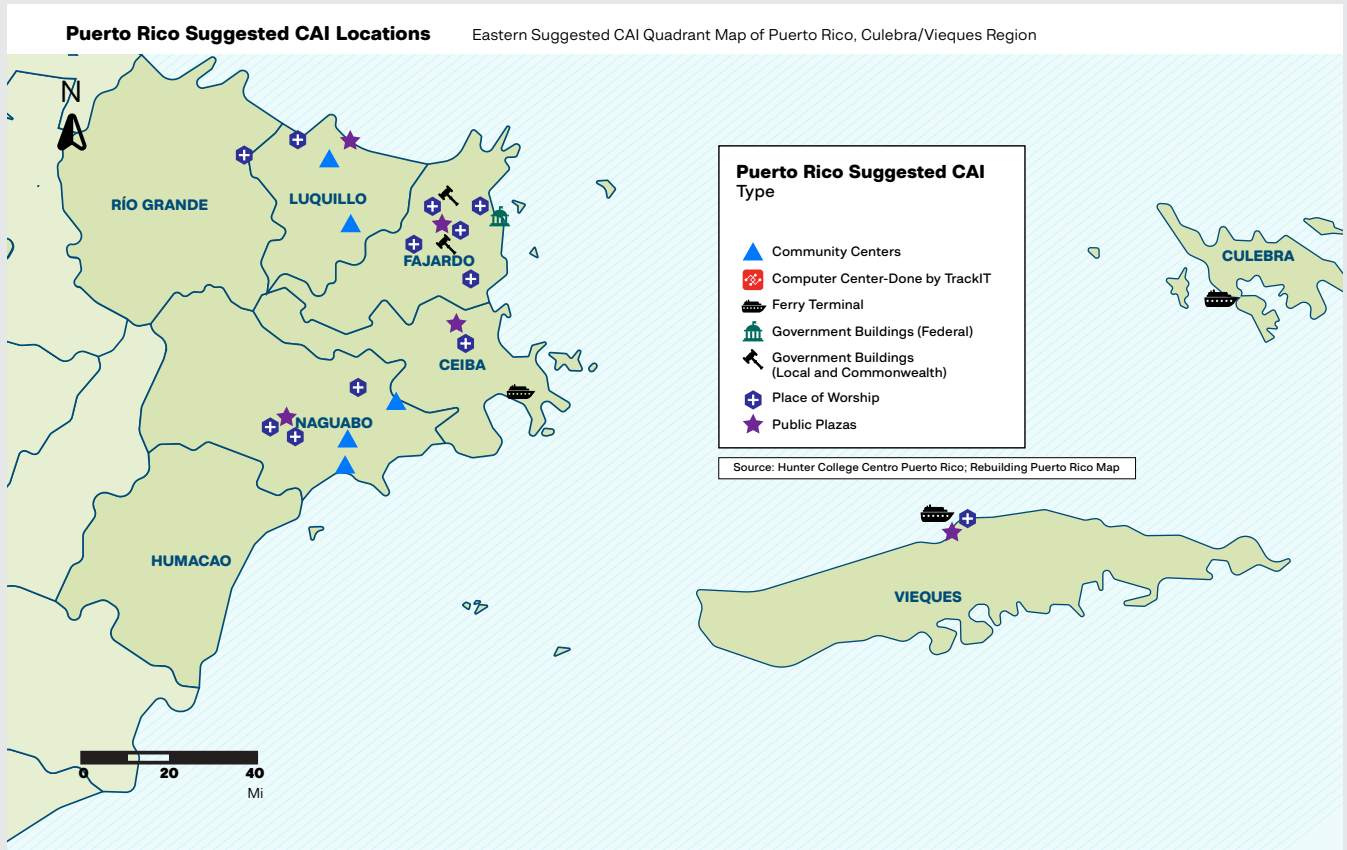 Puerto Rico Suggested CAI Locations
Eastern Suggested CAI Quadrant Map of Puerto Rico, Culebra/Vieques Region
N
RÍO GRANDE
LUQUILLO
FAJARDO
CEIBA
NAGUABO
HUMACAO
Puerto Rico Suggested CAI
Type
Community Centers
Computer Center-Done by TrackIT
Ferry Terminal
Government Buildings (Federal)
Government Buildings
(Local and Commonwealth)
Place of Worship
Public Plazas
Source: Hunter College Centro Puerto Rico; Rebuilding Puerto Rico Map
CULEBRA
VIEQUES
0 20 40
Mi